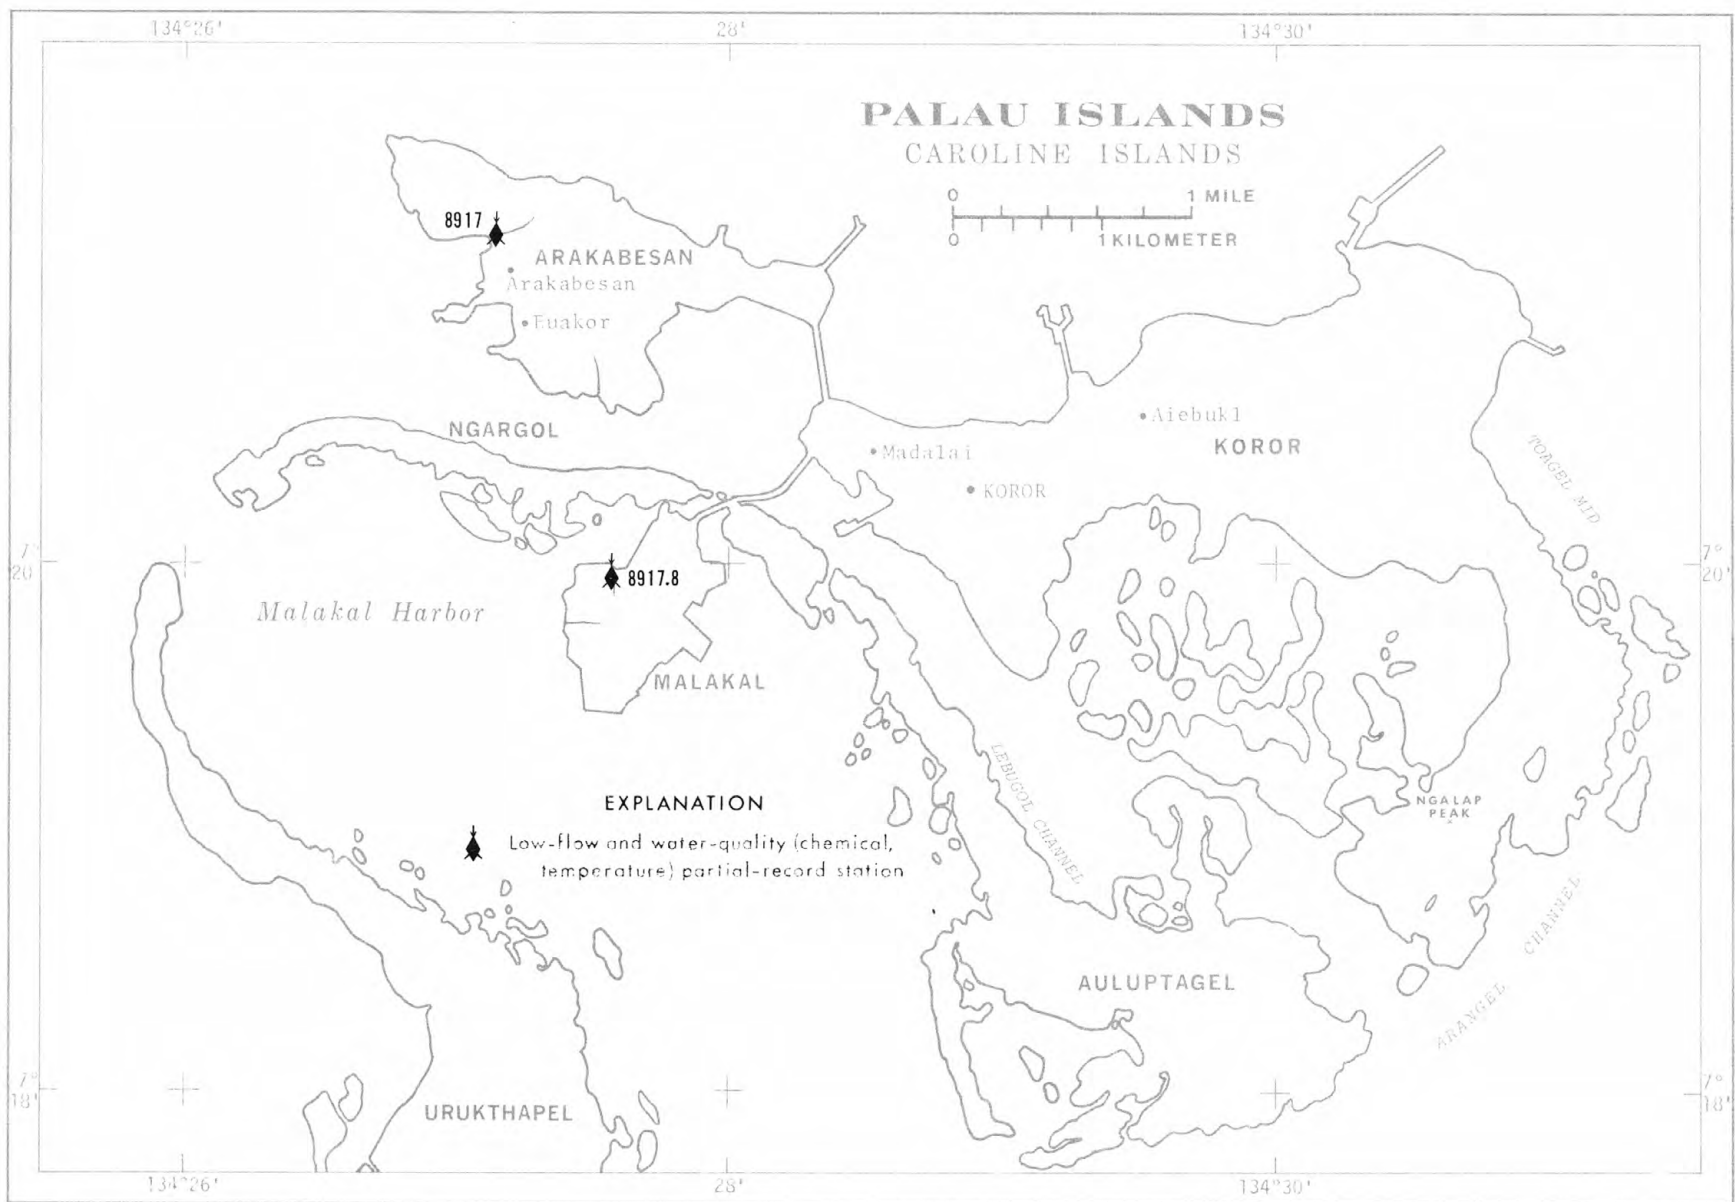 134°26'
28'
134°30'
PALAU ISLANDS
CAROLINE ISLANDS
0 1 MILE
0 1 KILOMETER
8917
ARAKABESAN
Arakabesan
Euakor
NGARGOL
Aiebukl
KOROR
Madalai
KOROR
TOAGEL MID
7°
20
7°
20'
8917.8
Malakal Harbor
MALAKAL
LEBUGOL CHANNEL
NGALAP
PEAK
EXPLANATION
Low-flow and water-quality (chemical,
temperature) partial-record station
ARANGEL CHANNEL
AULUPTAGEL
7°
18'
7°
18'
URUKTHAPEL
134°26'
28'
134°30'